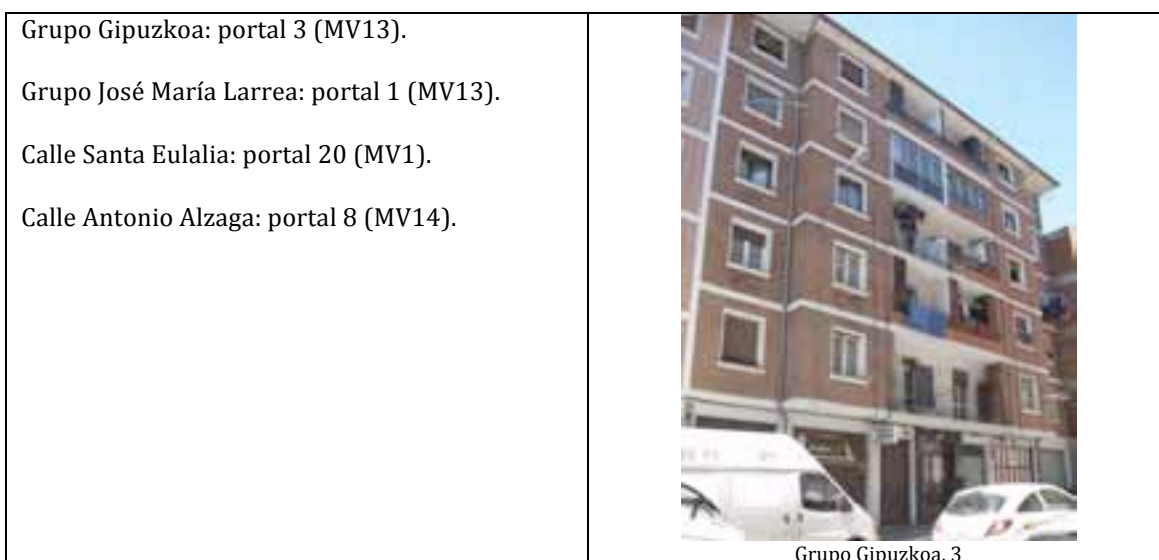 Grupo Gipuzkoa: portal 3 (MV13).
Grupo José María Larrea: portal 1 (MV13).
Calle Santa Eulalia: portal 20 (MV1).
Calle Antonio Alzaga: portal 8 (MV14).
Grupo Gipuzkoa, 3